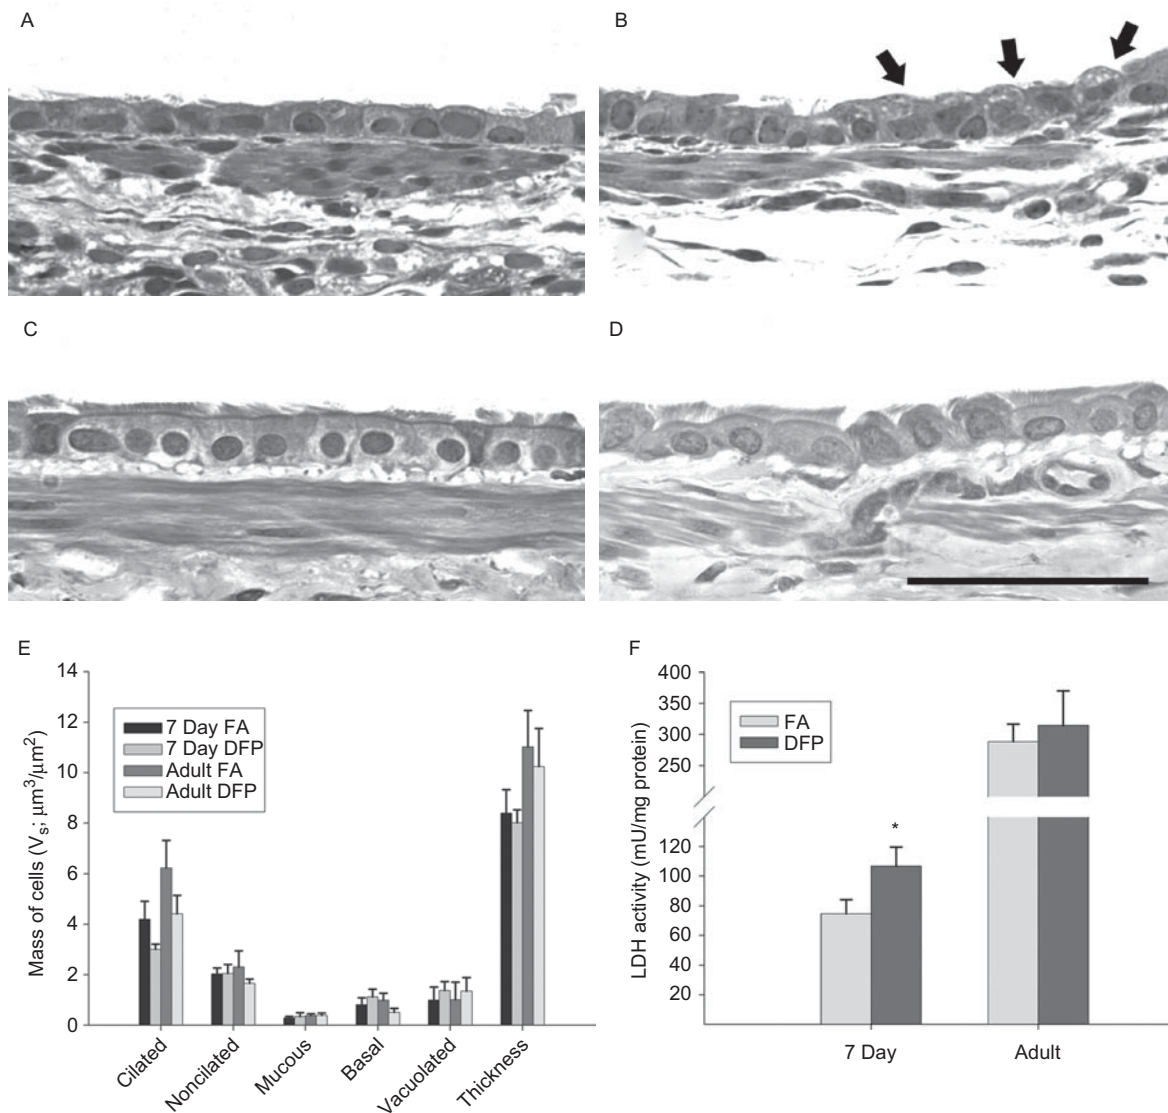 A
B
C
D
E
14
12
10
8
6
4
2
0
Mass of cells (Vs; μm3/μm2)
7 Day FA
7 Day DFP
Adult FA
Adult DFP
Cilated
Noncilated
Mucous
Basal
Vacuolated
Thickness
F
400
350
300
250
120
100
80
60
40
20
LDH activity (mU/mg protein)
FA
DFP
*
7 Day
Adult